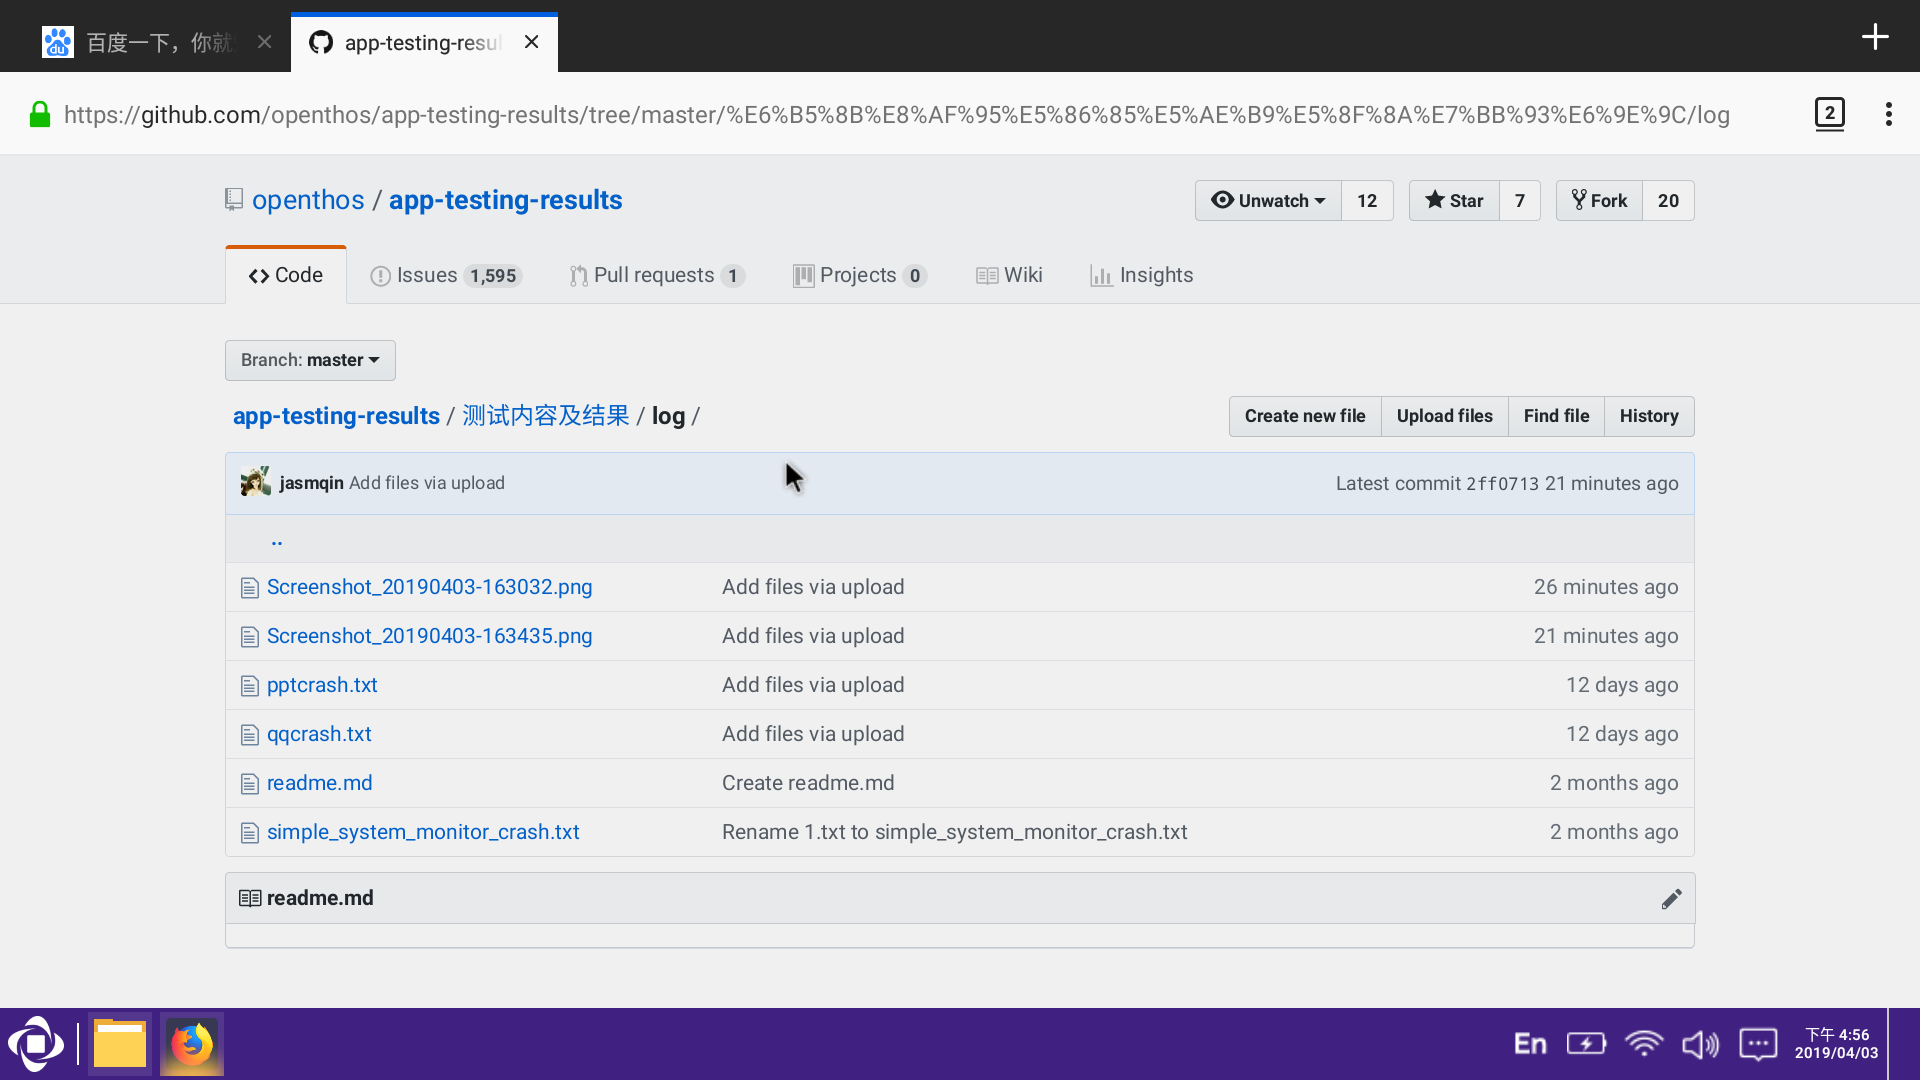 百度一下，你就
app-testing-resul
https://github.com/openthos/app-testing-results/tree/master/%E6%B5%8B%E8%AF%95%E5%86%85%E5%AE%B9%E5%8F%8A%E7%BB%93%E6%9E%9C/log
2
openthos / app-testing-results
Unwatch 12
Star 7
Fork 20
Code
Issues 1,595
Pull requests 1
Projects 0
Wiki
Insights
Branch: master
app-testing-results / 测试内容及结果 / log /
Create new file
Upload files
Find file
History
jasmqin Add files via upload
Latest commit 2ff0713 21 minutes ago
..
Screenshot_20190403-163032.png Add files via upload 26 minutes ago
Screenshot_20190403-163435.png Add files via upload 21 minutes ago
pptcrash.txt Add files via upload 12 days ago
qqcrash.txt Add files via upload 12 days ago
readme.md Create readme.md 2 months ago
simple_system_monitor_crash.txt Rename 1.txt to simple_system_monitor_crash.txt 2 months ago
readme.md
En
下午 4:56
2019/04/03